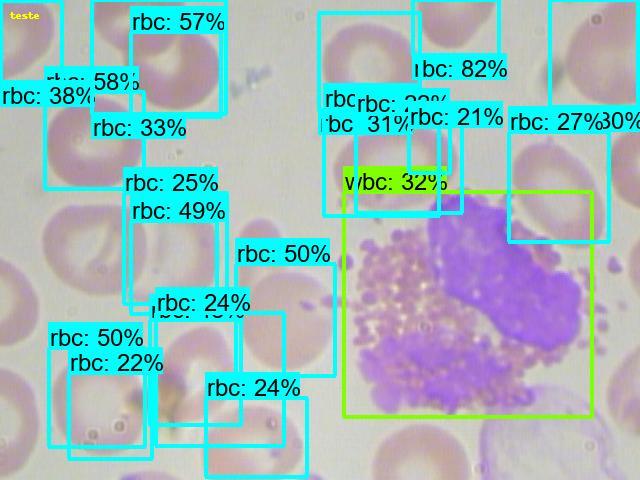 teste
rbc: 57%
rbc: 58%
rbc: 82%
rbc: 38%
rbc: 33%
rbc: 31%
rbc: 21%
rbc: 27%
30%
rbc: 25%
wbc: 32%
rbc: 49%
rbc: 50%
rbc: 24%
rbc: 50%
rbc: 22%
rbc: 24%